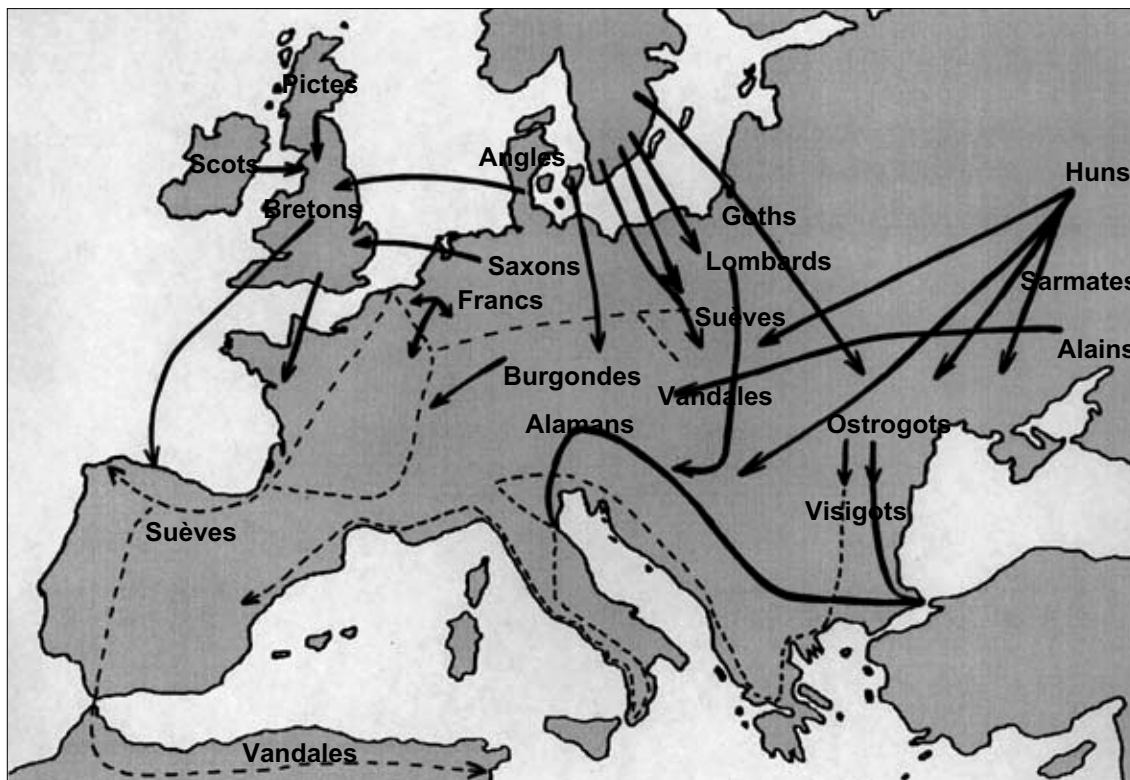 Pictes
Angles
Scots
Huns
Bretons
Goths
Saxons
Lombards
Sarmates
Francs
Suèves
Alains
Burgondes
Vandales
Alamans
Ostrogots
Visigots
Suèves
Vandales